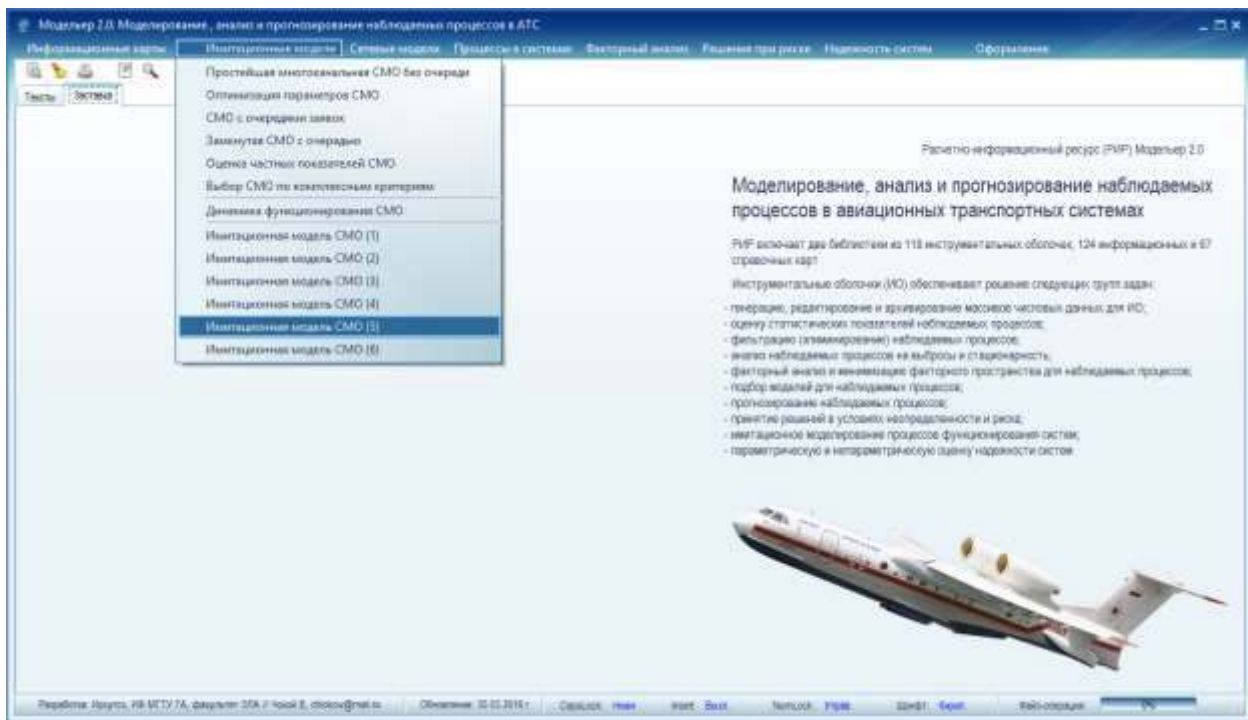 Модельер 2.0. Моделирование, анализ и прогнозирование наблюдаемых процессов в АТС
Информационные карты Имитационные модели Сетевые модели Процессы и системы Факторный анализ Решения при риске Надежность систем Оформление
Тексты Заставка
Простейшая многоканальная СМО без очереди
Оптимизация параметров СМО
СМО с очередями заявок
Замкнутая СМО с очередью
Оценка частных показателей СМО
Выбор СМО по комплексным критериям
Динамика функционирования СМО
Имитационная модель СМО (1)
Имитационная модель СМО (2)
Имитационная модель СМО (3)
Имитационная модель СМО (4)
Имитационная модель СМО (5)
Имитационная модель СМО (6)
Расчетно-информационный ресурс (РИР) Модельер 2.0
Моделирование, анализ и прогнозирование наблюдаемых
процессов в авиационных транспортных системах
РИР включает две библиотеки из 118 инструментальных оболочек, 124 информационных и 67
справочных карт
Инструментальные оболочки (ИО) обеспечивают решение следующих групп задач:
- генерацию, редактирование и архивирование массивов числовых данных для ИО;
- оценку статистических показателей наблюдаемых процессов;
- фильтрацию (элиминирование) наблюдаемых процессов;
- анализ наблюдаемых процессов на выбросы и стационарность;
- факторный анализ и минимизацию факторного пространства для наблюдаемых процессов;
- подбор моделей для наблюдаемых процессов;
- прогнозирование наблюдаемых процессов;
- принятие решений в условиях неопределенности и риска;
- имитационное моделирование процессов функционирования систем;
- параметрическую и непараметрическую оценку надежности систем
Разработка: Иркутск, ИФ МГТУ ГА, факультет Обновление: CapsLock: Insert: Выкл NumLock: Шрифт: Файл-операция: 0%